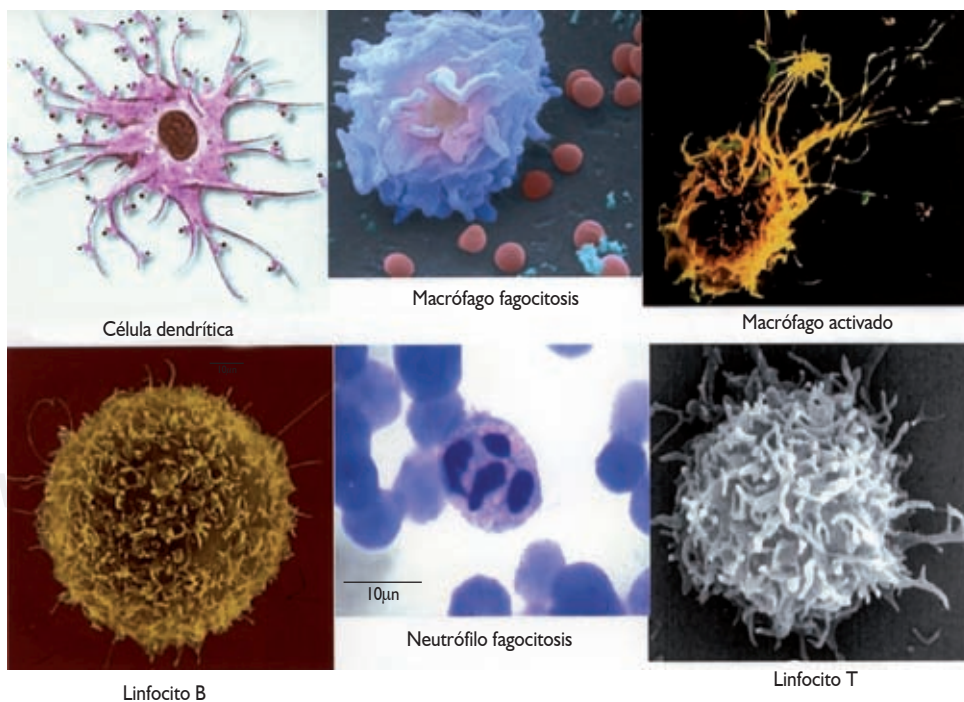 Célula dendrítica
Macrófago fagocitosis
Macrófago activado
Linfocito B
10µn
Neutrófilo fagocitosis
Linfocito T